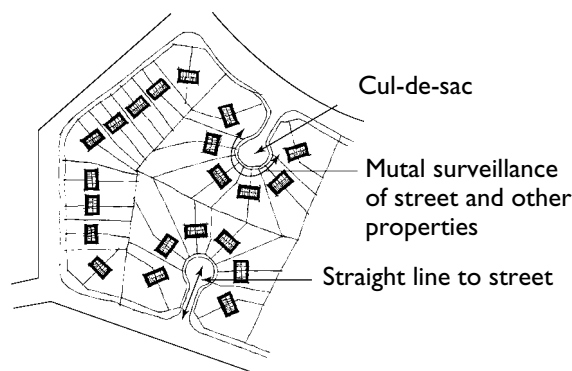 Cul-de-sac
Mutal surveillance
of street and other
properties
Straight line to street